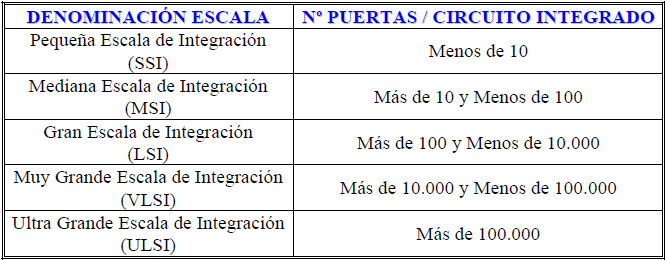 DENOMINACIÓN ESCALA
Nº PUERTAS / CIRCUITO INTEGRADO
Pequeña Escala de Integración
(SSI)
Menos de 10
Mediana Escala de Integración
(MSI)
Más de 10 y Menos de 100
Gran Escala de Integración
(LSI)
Más de 100 y Menos de 10.000
Muy Grande Escala de Integración
(VLSI)
Más de 10.000 y Menos de 100.000
Ultra Grande Escala de Integración
(ULSI)
Más de 100.000